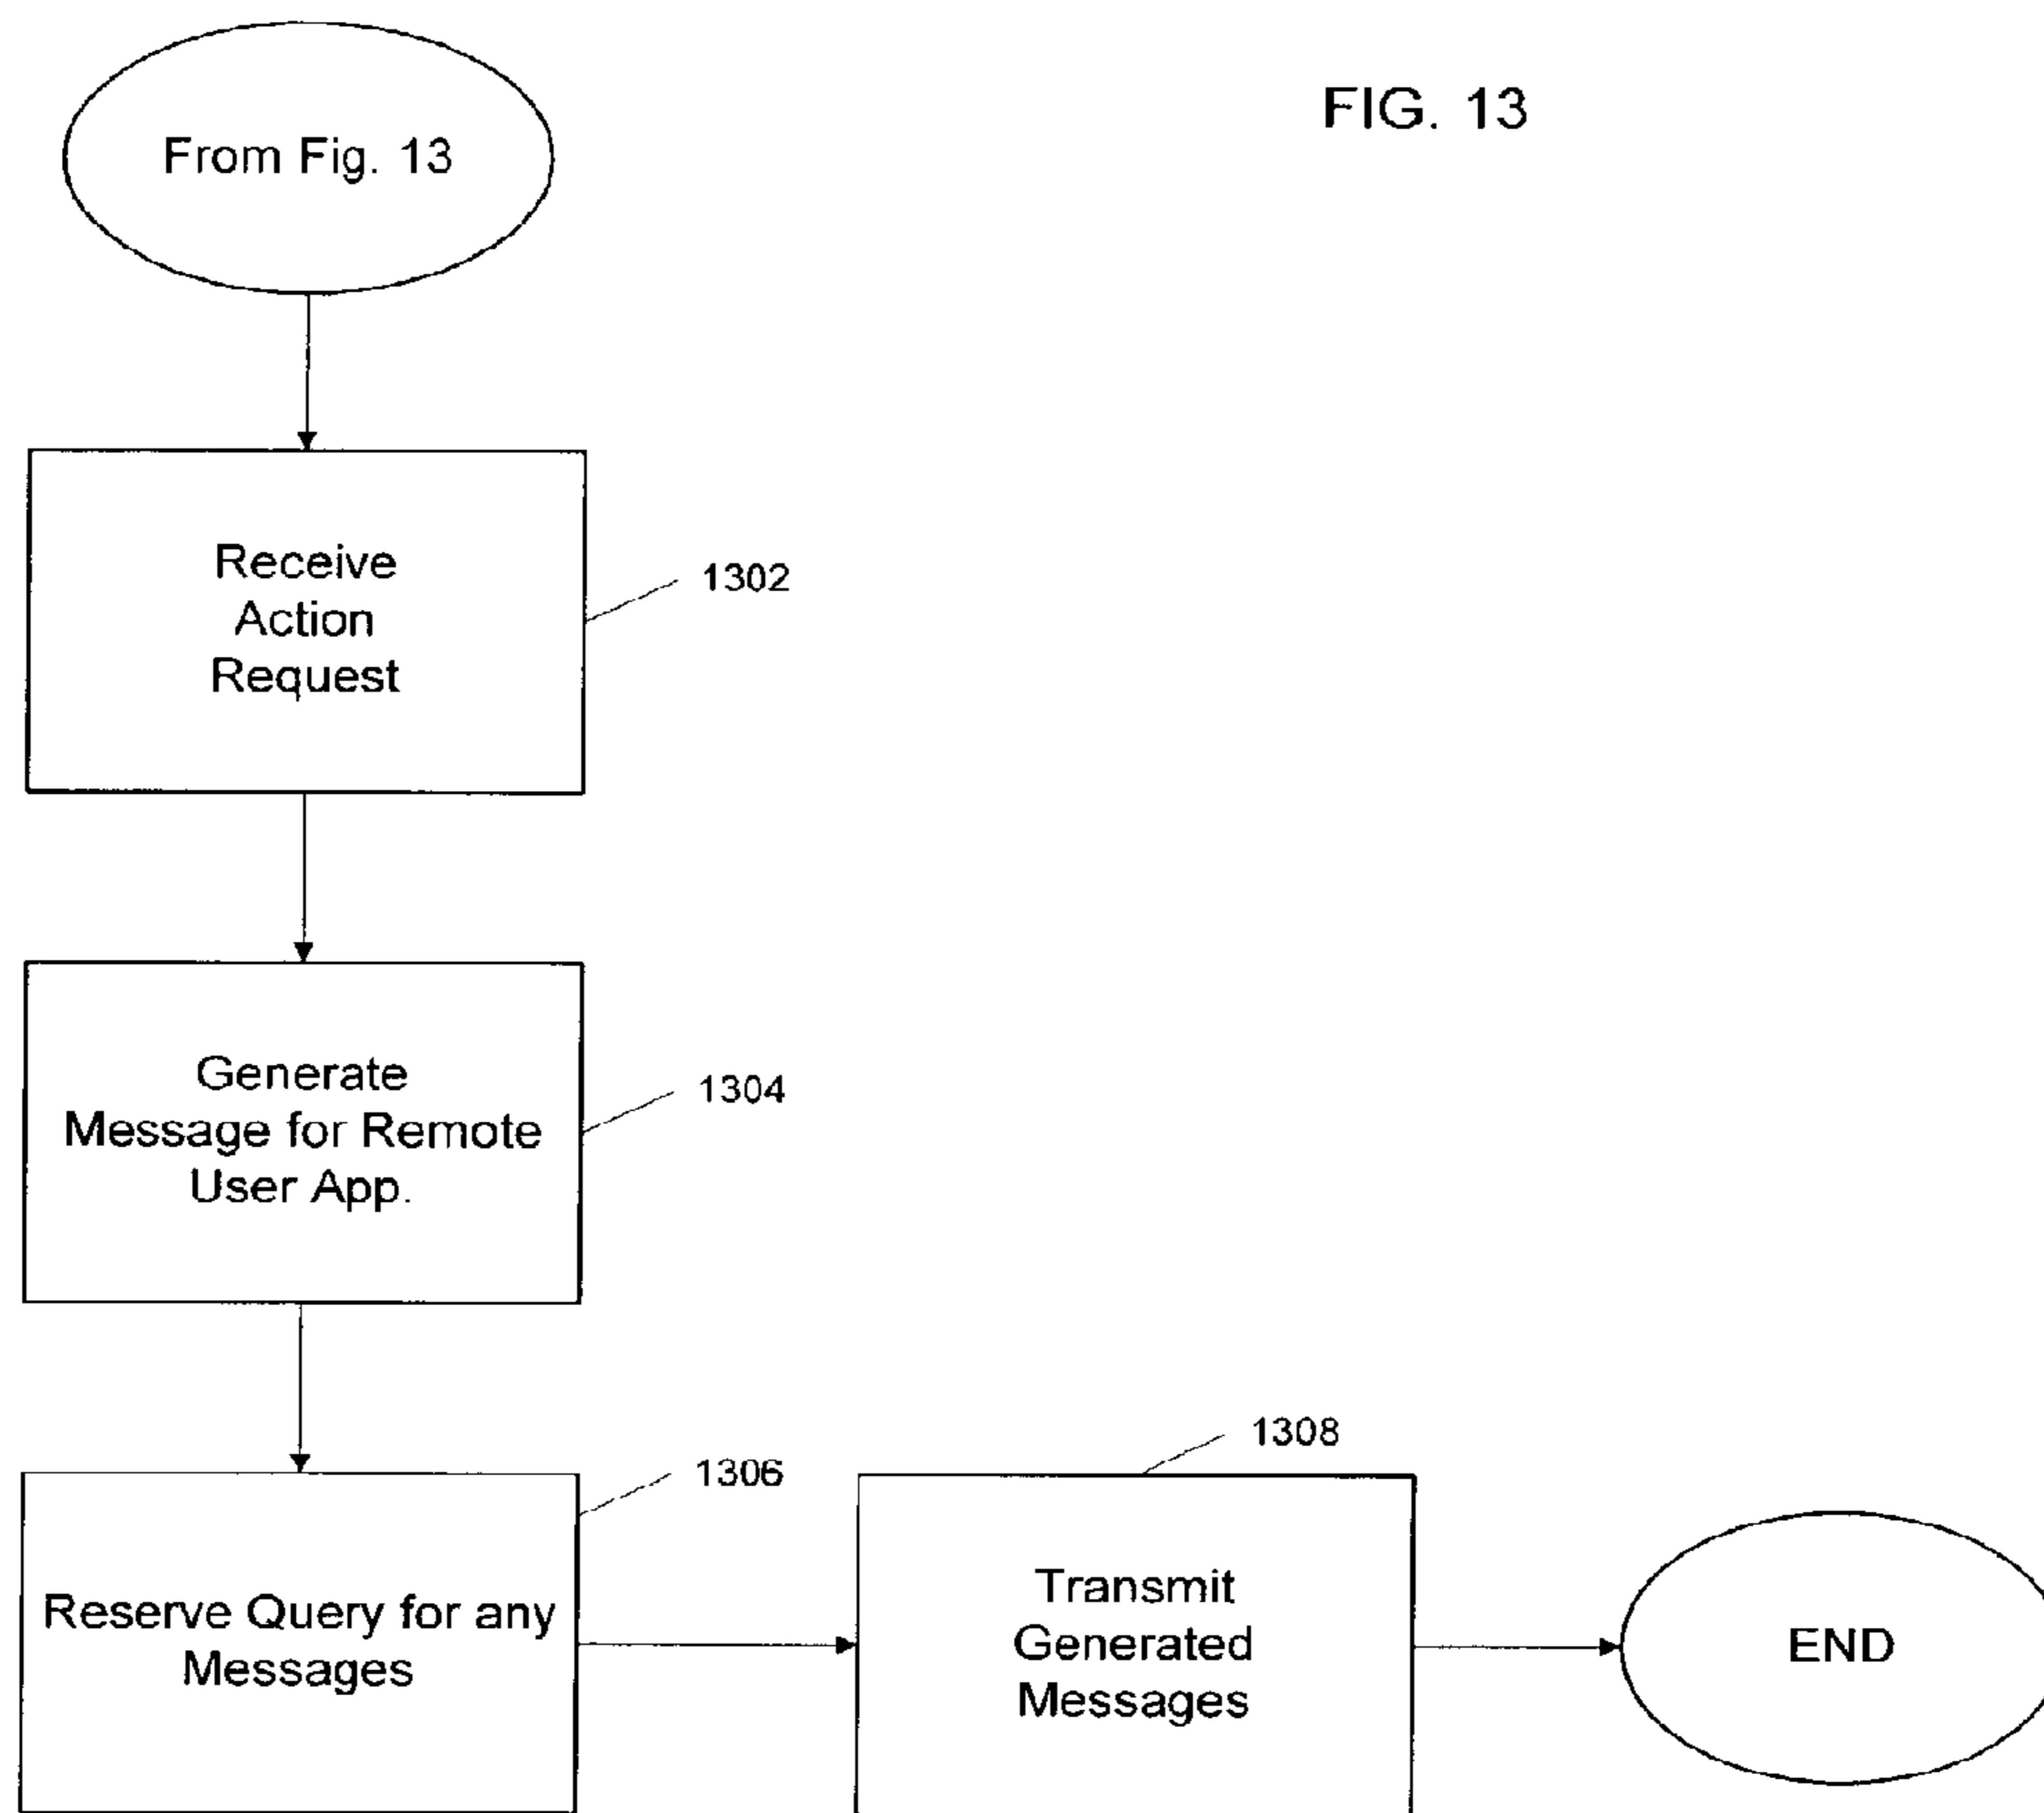 FIG. 13
From Fig. 13
Receive
Action
Request
1302
Generate
Message for Remote
User App.
1304
Reserve Query for any
Messages
1306
Transmit
Generated
Messages
1308
END